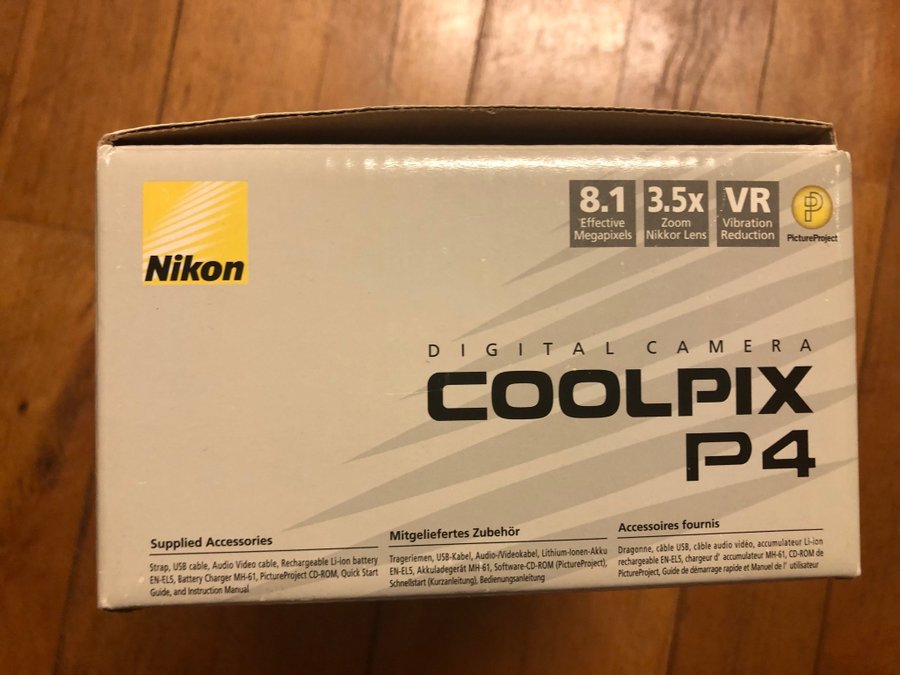 Nikon
8.1
Effective
Megapixels
3.5x
Zoom
Nikkor Lens
VR
Vibration
Reduction
P
PictureProject
DIGITAL CAMERA
COOLPIX
P4
Supplied Accessories
Strap, USB cable, Audio Video cable, Rechargeable Li-ion battery
EN-EL5, Battery Charger MH-61, PictureProject CD-ROM, Quick Start
Guide, and Instruction Manual
Mitgeliefertes Zubehör
Trageriemen, USB-Kabel, Audio-/Videokabel, Lithium-Ionen-Akku
EN-EL5, Akkuladegerät MH-61, Software-CD-ROM (PictureProject),
Schnellstart (Kurzanleitung), Bedienungsanleitung
Accessoires fournis
Dragonne, câble USB, câble audio vidéo, accumulateur Li-ion
rechargeable EN-EL5, chargeur d' accumulateur MH-61, CD-ROM de
PictureProject, Guide de démarrage rapide et Manuel de l' utilisateur